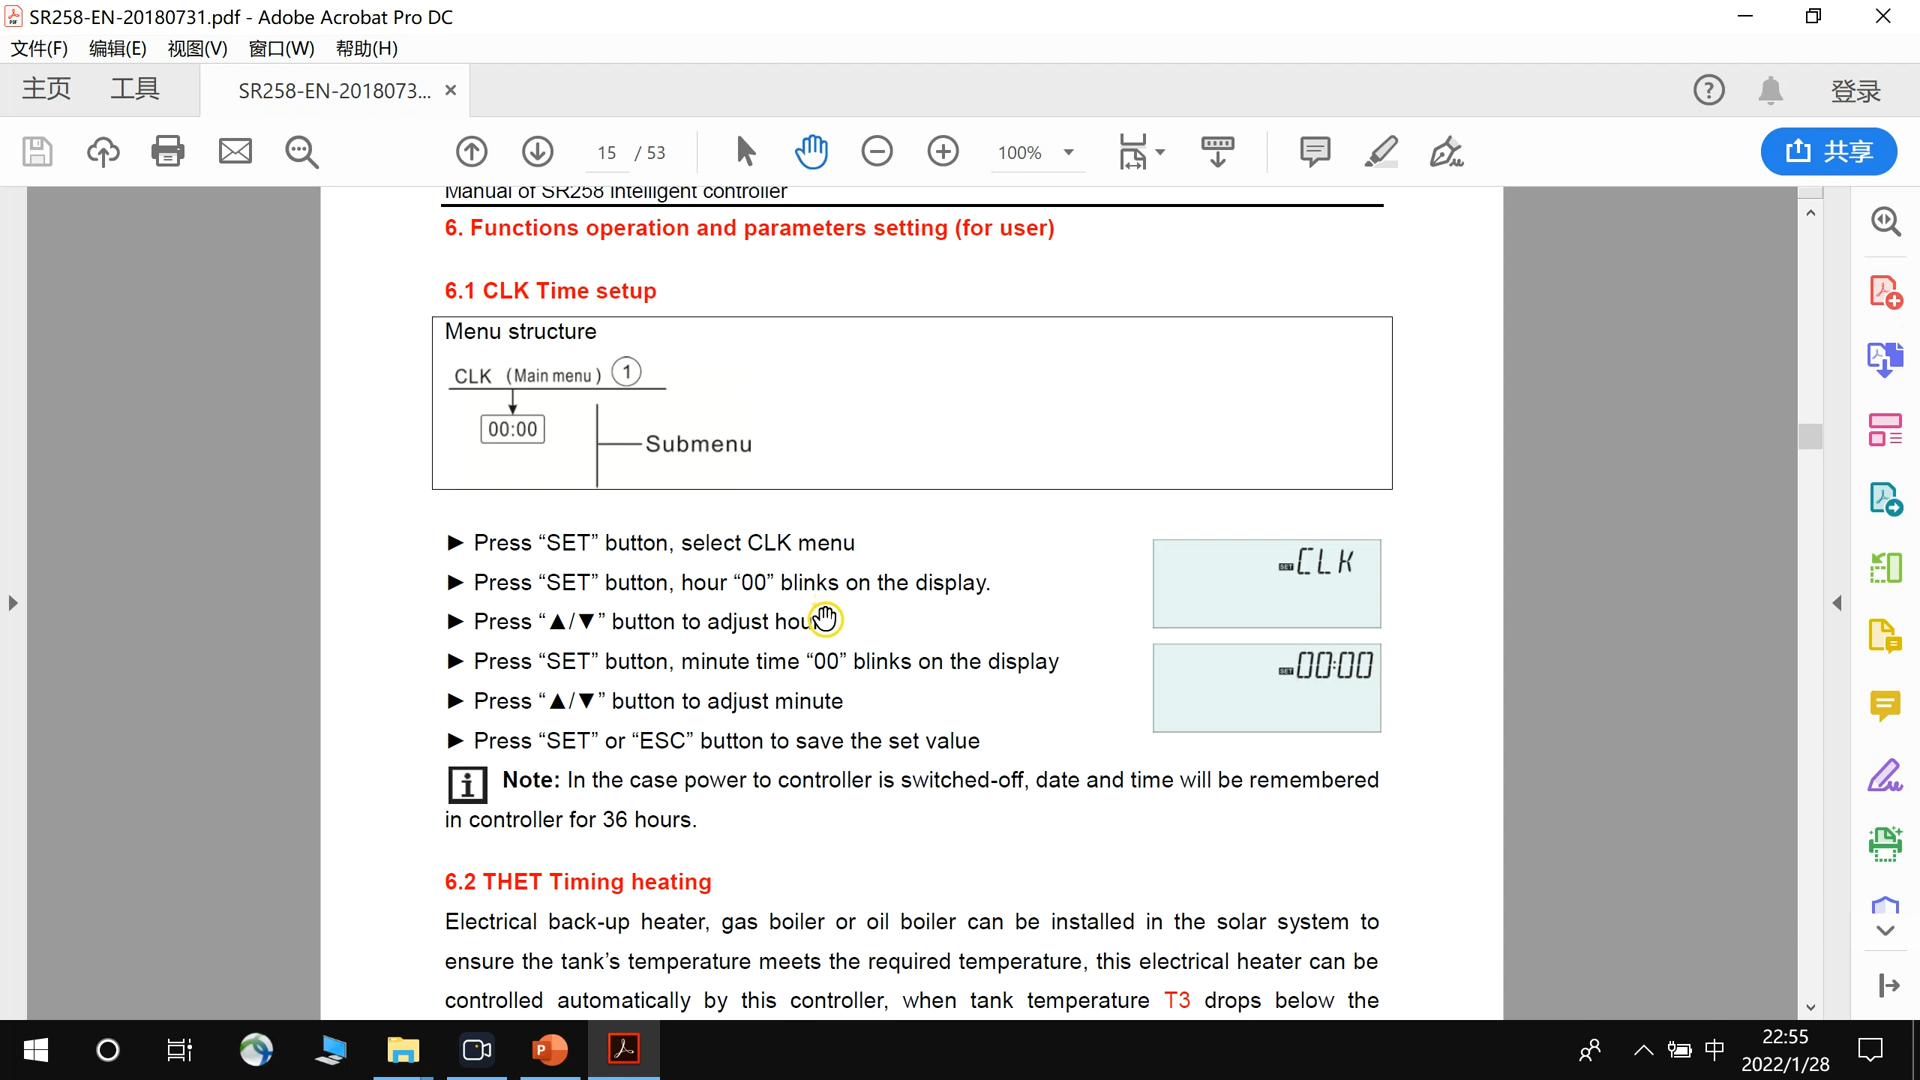 SR258-EN-20180731.pdf - Adobe Acrobat Pro DC
文件(F) 编辑(E) 视图(V) 窗口(W) 帮助(H)
主页 工具 SR258-EN-2018073... × 登录
15 / 53 100% 共享
Manual of SR258 intelligent controller
6. Functions operation and parameters setting (for user)
6.1 CLK Time setup
Menu structure
CLK (Main menu) 1
00:00
Submenu
► Press “SET” button, select CLK menu
► Press “SET” button, hour “00” blinks on the display.
► Press “▲/▼” button to adjust hour
► Press “SET” button, minute time “00” blinks on the display
► Press “▲/▼” button to adjust minute
► Press “SET” or “ESC” button to save the set value
SET CLK
SET 00:00
Note: In the case power to controller is switched-off, date and time will be remembered
in controller for 36 hours.
6.2 THET Timing heating
Electrical back-up heater, gas boiler or oil boiler can be installed in the solar system to
ensure the tank’s temperature meets the required temperature, this electrical heater can be
controlled automatically by this controller, when tank temperature T3 drops below the
中 22:55
2022/1/28